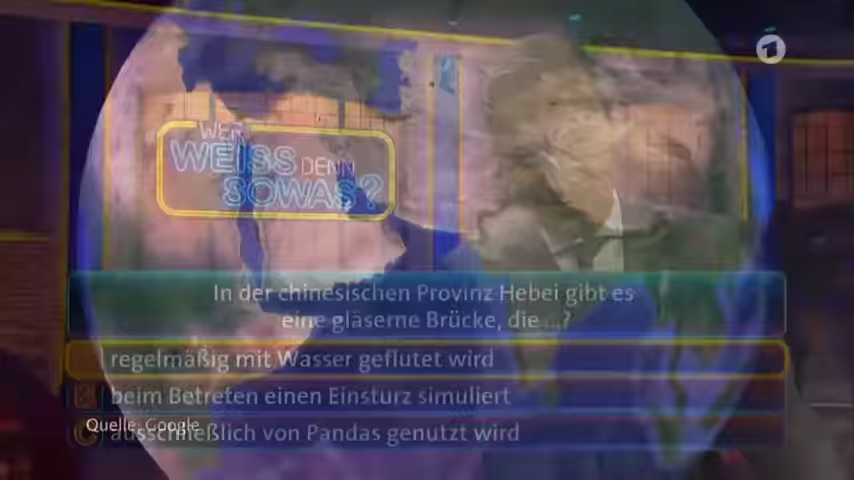 WER
WEISS DENN
SOWAS?
In der chinesischen Provinz Hebei gibt es
eine gläserne Brücke, die ...?
regelmäßig mit Wasser geflutet wird
beim Betreten einen Einsturz simuliert
Quelle: Google
C ausschließlich von Pandas genutzt wird